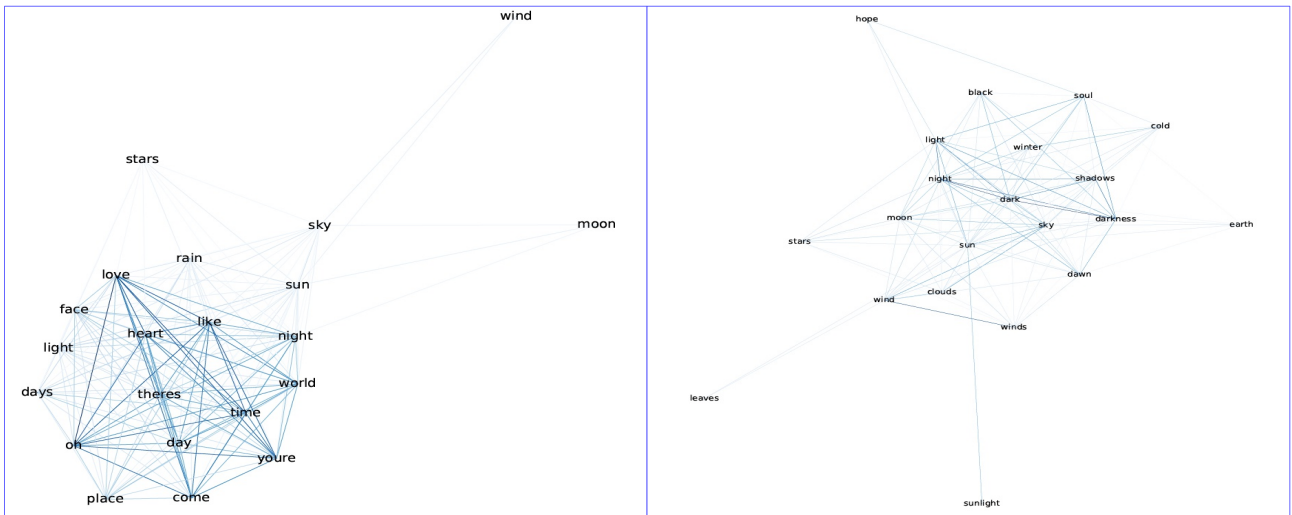 wind
stars
sky
moon
rain
love
sun
face
like
heart
night
light
world
days
theres
time
oh
day
youre
place
come
hope
black
soul
cold
light
winter
night
shadows
dark
moon
darkness
sky
earth
stars
sun
dawn
clouds
wind
winds
leaves
sunlight